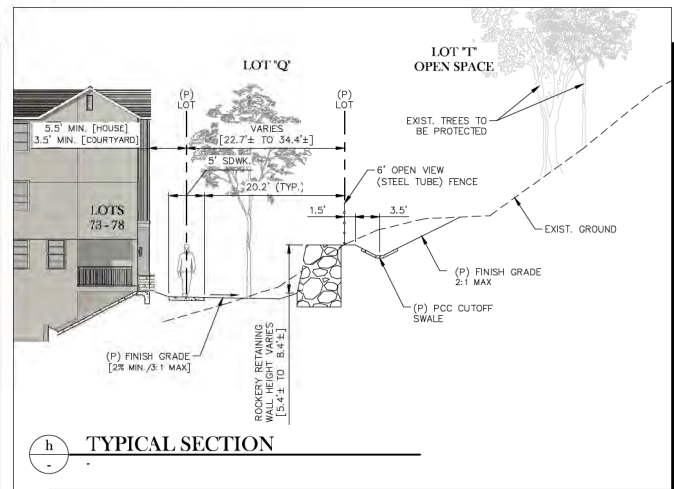 LOT "Q"
LOT "T"
OPEN SPACE
(P)
LOT
(P)
LOT
5.5' MIN. [HOUSE]
3.5' MIN. [COURTYARD]
VARIES
[22.7'± TO 34.4'±]
EXIST. TREES TO
BE PROTECTED
5' SDWK.
20.2' (TYP.)
6' OPEN VIEW
(STEEL TUBE) FENCE
LOTS
73 - 78
1.5'
3.5'
EXIST. GROUND
(P) FINISH GRADE
2:1 MAX
(P) PCC CUTOFF
SWALE
(P) FINISH GRADE
[2% MIN./3:1 MAX]
ROCKERY RETAINING
WALL HEIGHT VARIES
[5.4'± TO 8.4'±]
h
-
TYPICAL SECTION
-